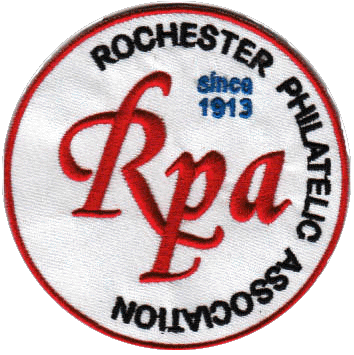 ROCHESTER PHILATELIC ASSOCIATION
since
1913
Rpa